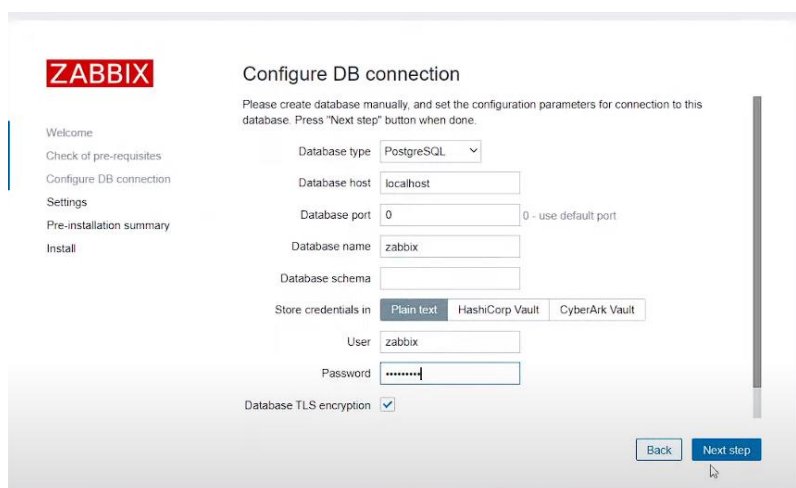 ZABBIX
Welcome
Check of pre-requisites
Configure DB connection
Settings
Pre-installation summary
Install
Configure DB connection
Please create database manually, and set the configuration parameters for connection to this
database. Press "Next step" button when done.
Database type PostgreSQL
Database host localhost
Database port 0 0 - use default port
Database name zabbix
Database schema
Store credentials in Plain text HashiCorp Vault CyberArk Vault
User zabbix
Password •••••••••
Database TLS encryption
Back Next step